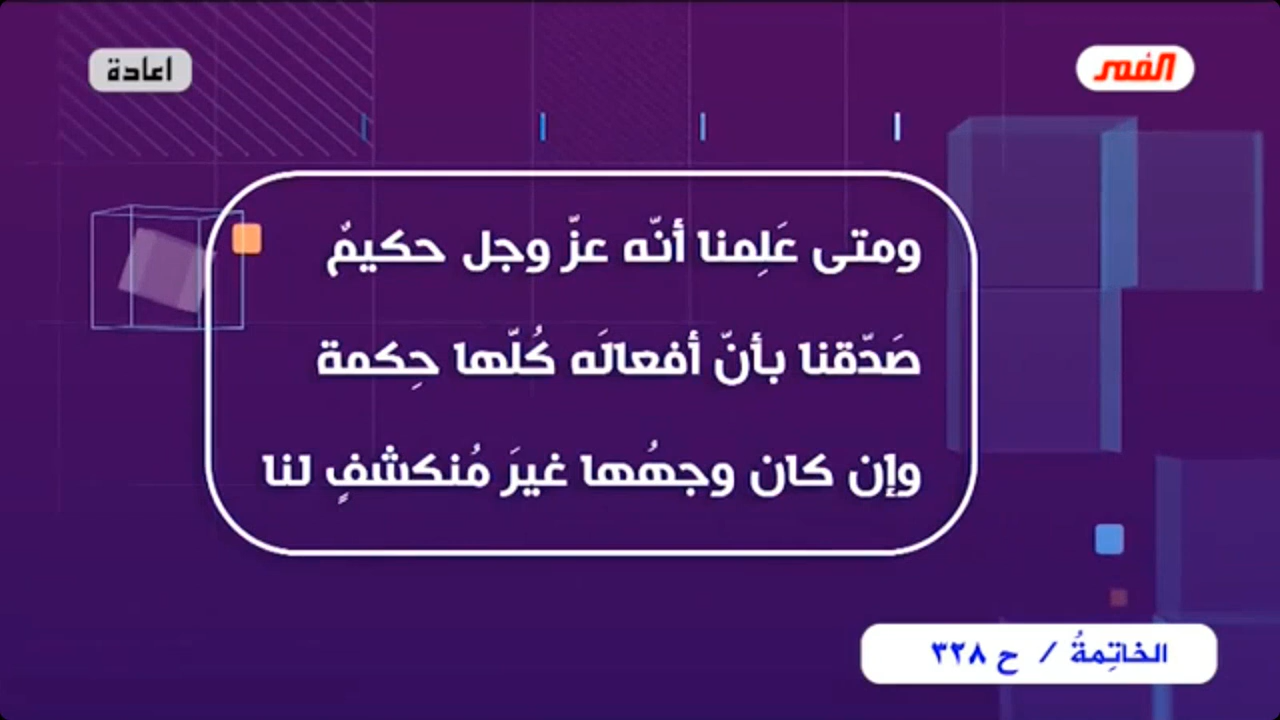 القمر
اعادة
ومتى عَلِمنا أنّه عزّ وجل حكيمٌ
صَدّقنا بأنّ أفعالَه كُلّها حِكمة
وإن كان وجهُها غيرَ مُنكشفٍ لنا
الخاتِمةُ / ح ٣٢٨